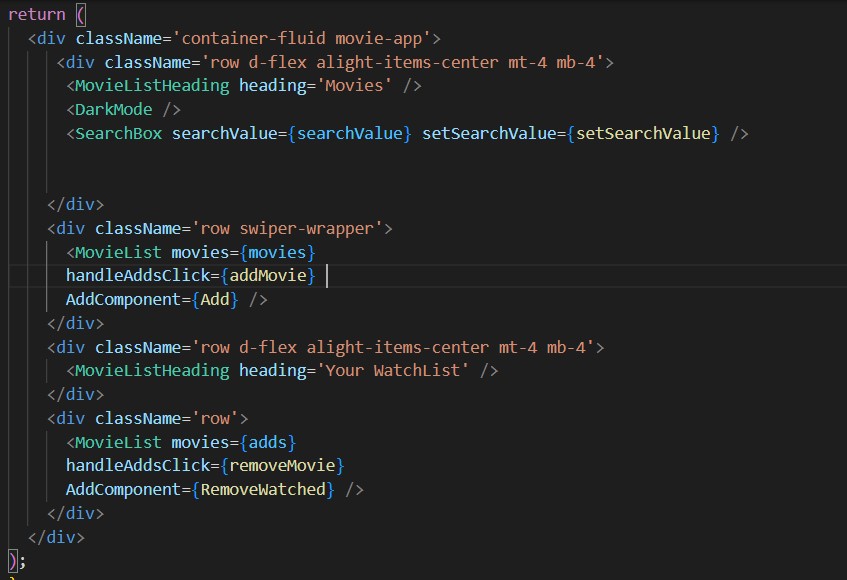 return (
<div className='container-fluid movie-app'>
<div className='row d-flex alight-items-center mt-4 mb-4'>
<MovieListHeading heading='Movies' />
<DarkMode />
<SearchBox searchValue={searchValue} setSearchValue={setSearchValue} />
</div>
<div className='row swiper-wrapper'>
<MovieList movies={movies}
handleAddsClick={addMovie}
AddComponent={Add} />
</div>
<div className='row d-flex alight-items-center mt-4 mb-4'>
<MovieListHeading heading='Your WatchList' />
</div>
<div className='row'>
<MovieList movies={adds}
handleAddsClick={removeMovie}
AddComponent={RemoveWatched} />
</div>
</div>
);